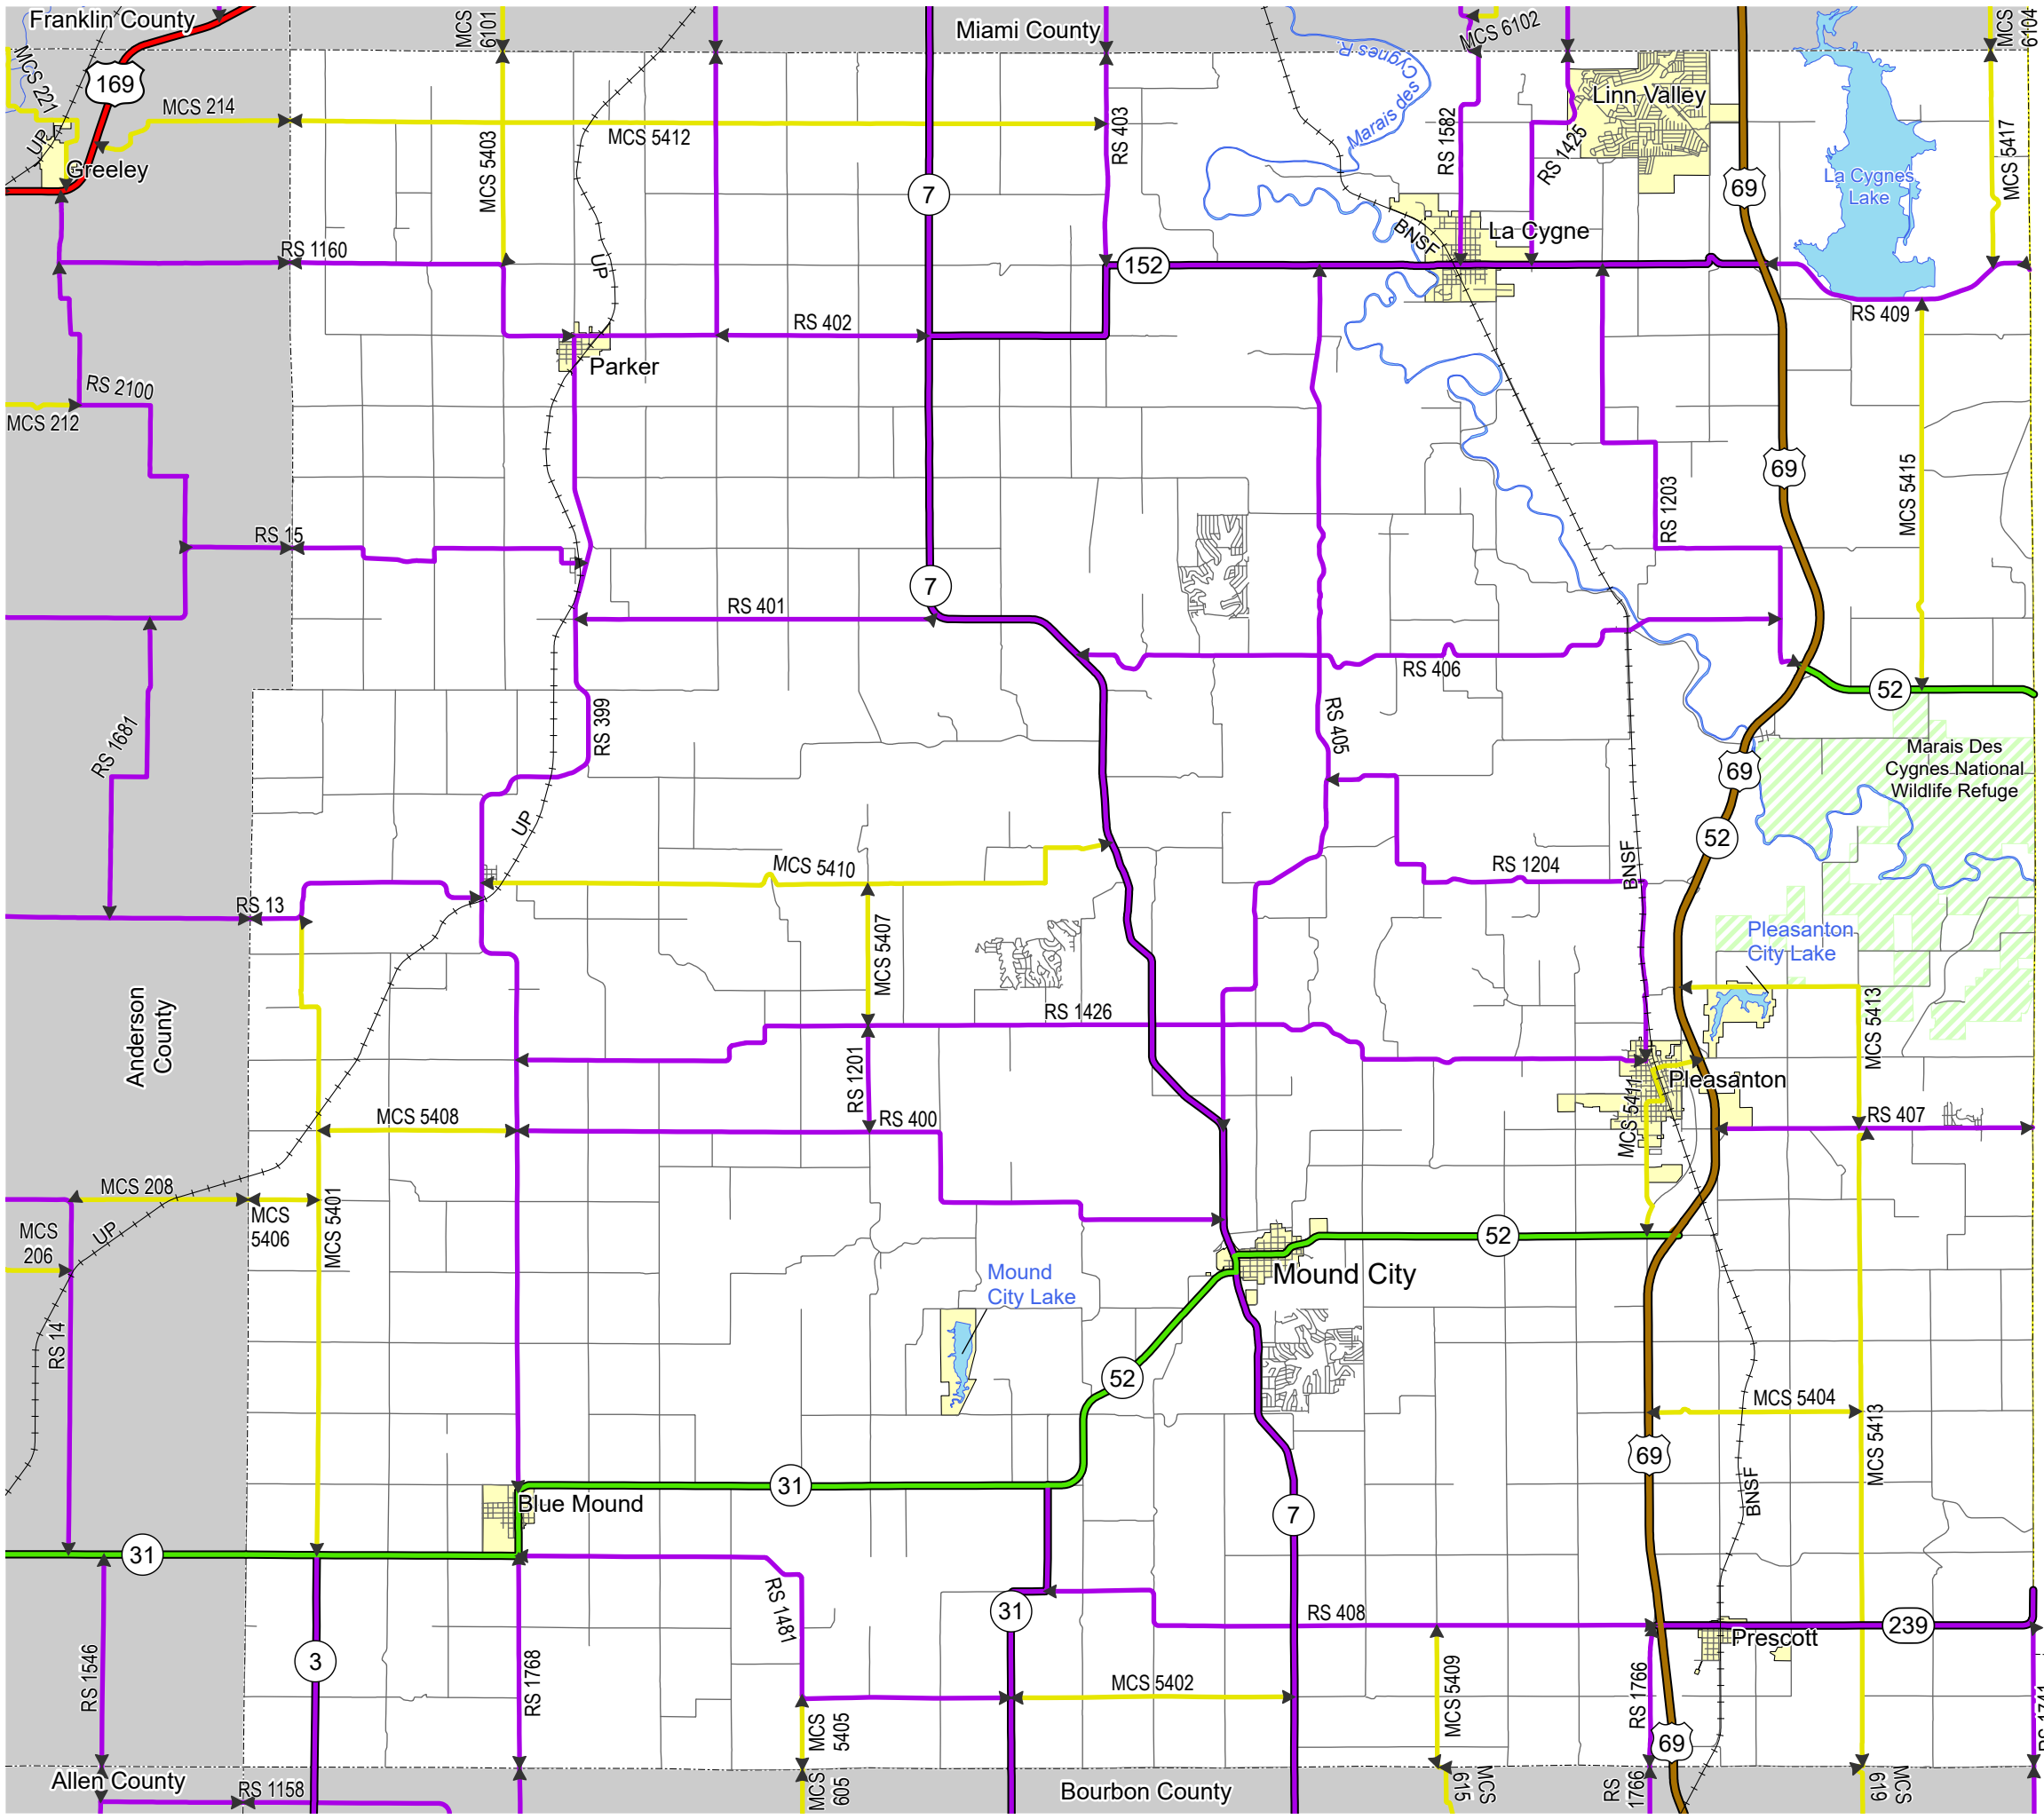 Franklin County
MCS
6101
Miami County
MCS 6102
MCS
6104
MCS 221
169
MCS 214
UP
Greeley
MCS 5403
MCS 5412
RS 403
Marais des
Cygnes R.
RS 1582
RS 1425
Linn Valley
69
La Cygnes
Lake
MCS 5417
7
RS 1160
UP
152
BNSF
La Cygne
RS 402
RS 409
Parker
RS 2100
MCS 212
69
MCS 5415
RS 1203
RS 15
7
RS 401
RS 406
52
RS 1681
RS 399
RS 405
69
Marais Des
Cygnes National
Wildlife Refuge
UP
52
MCS 5410
BNSF
RS 1204
RS 13
MCS 5407
Pleasanton
City Lake
Anderson
County
RS 1426
MCS 5413
RS 1201
Pleasanton
MCS 5411
MCS 5408
RS 400
RS 407
MCS 208
MCS
5406
MCS 5401
MCS
206
UP
52
Mound City
Mound
City Lake
RS 14
52
MCS 5404
MCS 5413
69
31
BNSF
Blue Mound
7
31
RS 1481
31
RS 408
239
Prescott
RS 1546
3
RS 1768
MCS 5402
MCS 5409
RS 1766
MCS
5405
69
RS 1741
Allen County
RS 1158
MCS
605
Bourbon County
MCS
615
RS
1766
MCS
619